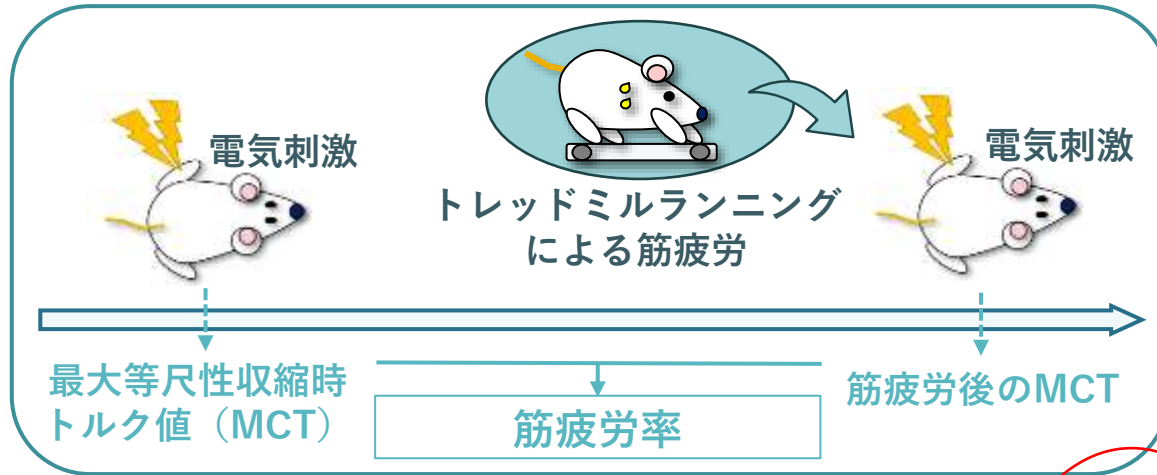 電気刺激
トレッドミルランニング
による筋疲労
電気刺激
最大等尺性収縮時
トルク値（MCT）
筋疲労率
筋疲労後のMCT